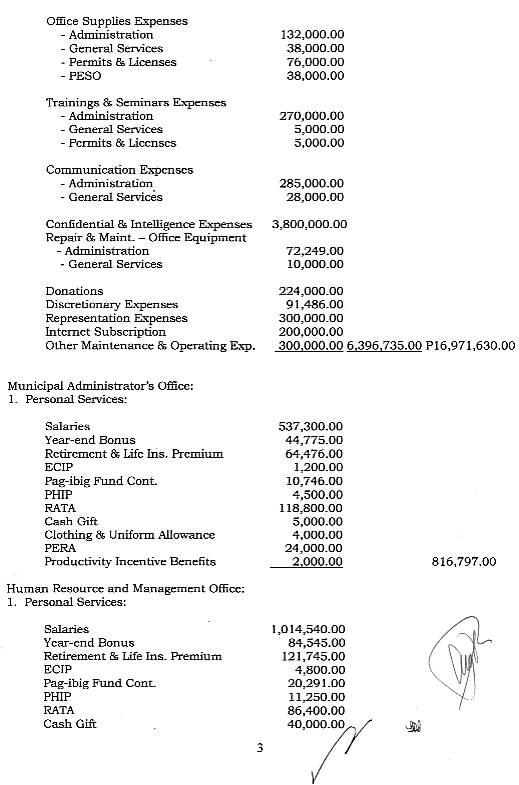 Office Supplies Expenses
- Administration 132,000.00
- General Services 38,000.00
- Permits & Licenses 76,000.00
- PESO 38,000.00
Trainings & Seminars Expenses
- Administration 270,000.00
- General Services 5,000.00
- Permits & Licenses 5,000.00
Communication Expenses
- Administration 285,000.00
- General Services 28,000.00
Confidential & Intelligence Expenses 3,800,000.00
Repair & Maint. – Office Equipment
- Administration 72,249.00
- General Services 10,000.00
Donations 224,000.00
Discretionary Expenses 91,486.00
Representation Expenses 300,000.00
Internet Subscription 200,000.00
Other Maintenance & Operating Exp. 300,000.00 6,396,735.00 P16,971,630.00
Municipal Administrator's Office:
1. Personal Services:
Salaries 537,300.00
Year-end Bonus 44,775.00
Retirement & Life Ins. Premium 64,476.00
ECIP 1,200.00
Pag-ibig Fund Cont. 10,746.00
PHIP 4,500.00
RATA 118,800.00
Cash Gift 5,000.00
Clothing & Uniform Allowance 4,000.00
PERA 24,000.00
Productivity Incentive Benefits 2,000.00 816,797.00
Human Resource and Management Office:
1. Personal Services:
Salaries 1,014,540.00
Year-end Bonus 84,545.00
Retirement & Life Ins. Premium 121,745.00
ECIP 4,800.00
Pag-ibig Fund Cont. 20,291.00
PHIP 11,250.00
RATA 86,400.00
Cash Gift 40,000.00
3